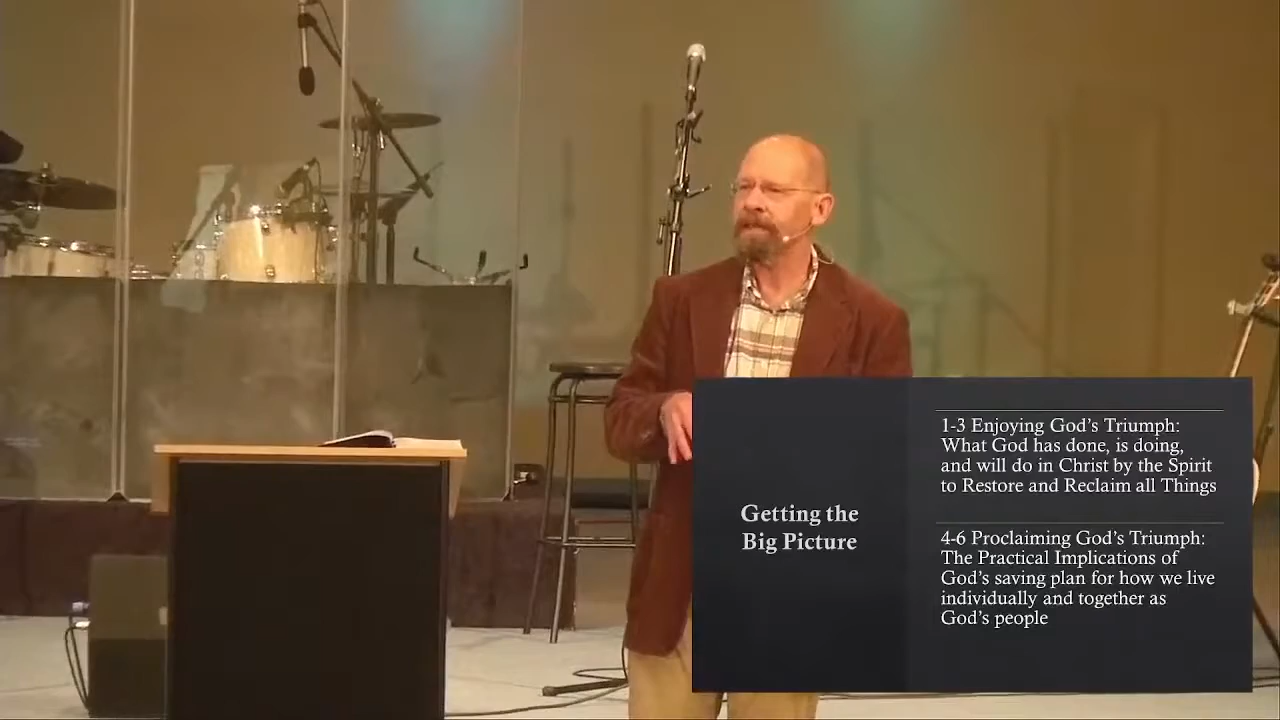 Getting the
Big Picture
1-3 Enjoying God's Triumph:
What God has done, is doing,
and will do in Christ by the Spirit
to Restore and Reclaim all Things
4-6 Proclaiming God's Triumph:
The Practical Implications of
God's saving plan for how we live
individually and together as
God's people